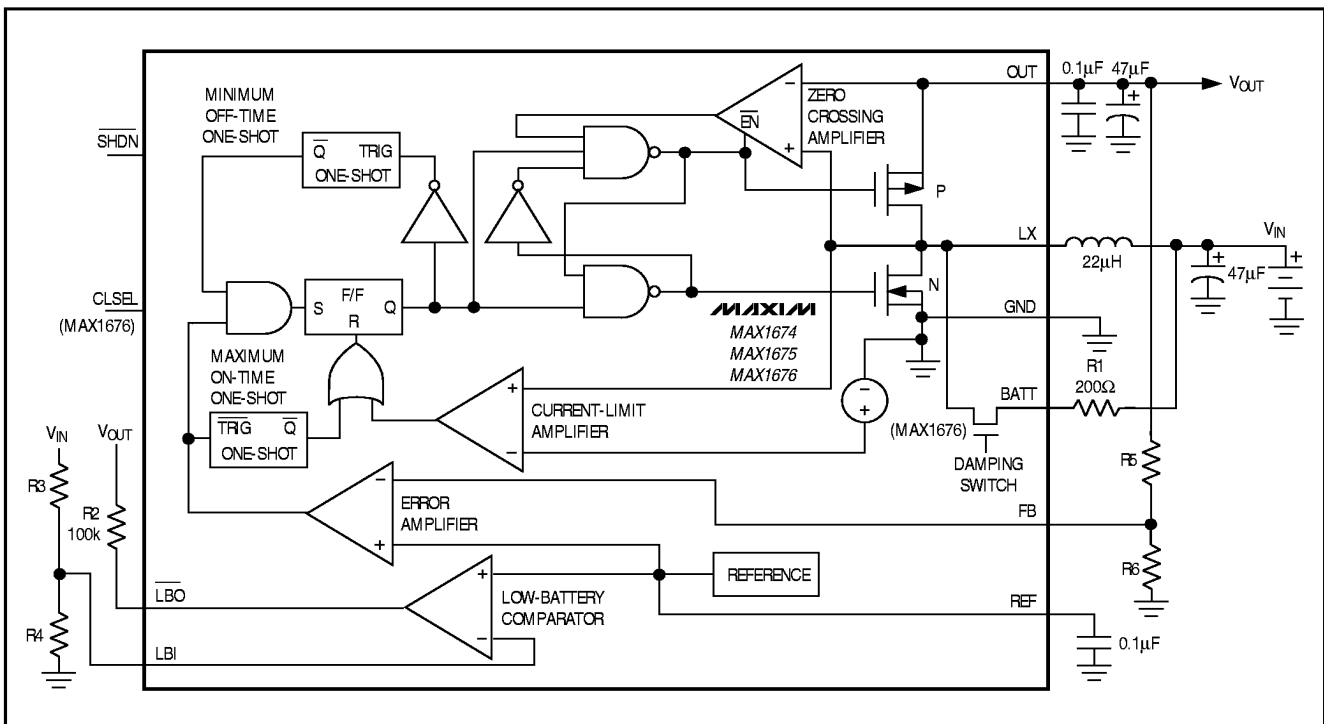 MINIMUM
OFF-TIME
ONE-SHOT
SHDN
Q TRIG
ONE-SHOT
EN
−
+
ZERO
CROSSING
AMPLIFIER
OUT
0.1µF
47µF
+
VOUT
P
LX
22µH
VIN
+
47µF
CLSEL
(MAX1676)
S
F/F
R
Q
N
MAXIM
MAX1674
MAX1675
MAX1676
GND
MAXIMUM
ON-TIME
ONE-SHOT
TRIG Q
ONE-SHOT
+
−
CURRENT-LIMIT
AMPLIFIER
−
+
(MAX1676)
BATT
R1
200Ω
DAMPING
SWITCH
VIN
VOUT
R3
R2
100k
−
+
ERROR
AMPLIFIER
FB
R5
R6
REFERENCE
LBO
+
−
LOW-BATTERY
COMPARATOR
REF
0.1µF
R4
LBI